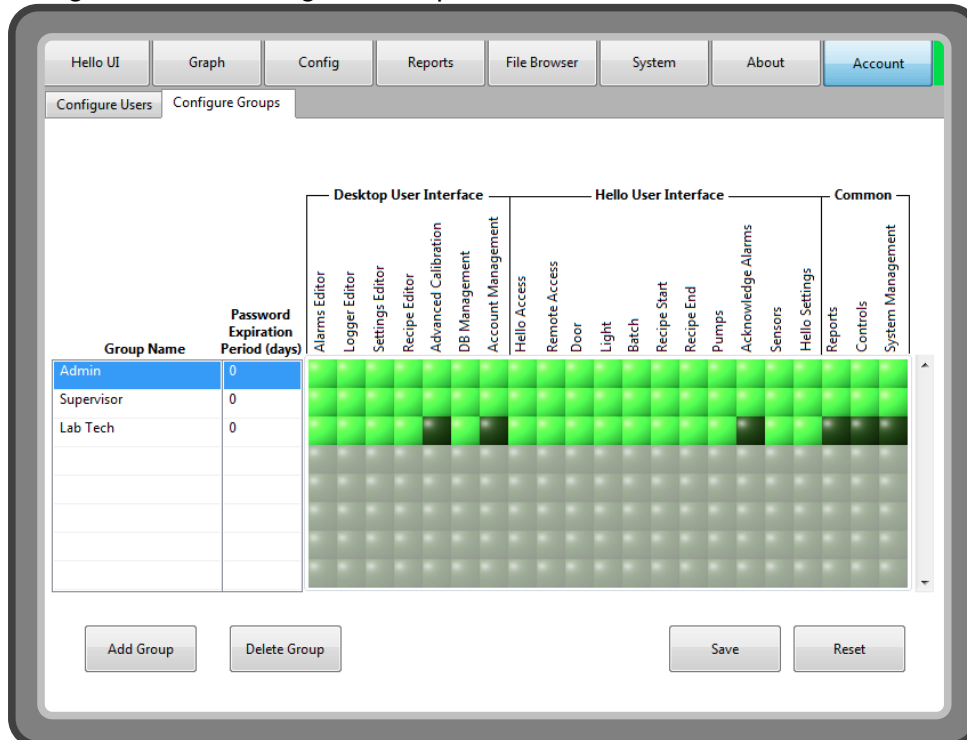 Hello UI
Graph
Config
Reports
File Browser
System
About
Account
Configure Users
Configure Groups
Desktop User Interface
Hello User Interface
Common
Alarms Editor
Logger Editor
Settings Editor
Recipe Editor
Advanced Calibration
DB Management
Account Management
Hello Access
Remote Access
Door
Light
Batch
Recipe Start
Recipe End
Pumps
Acknowledge Alarms
Sensors
Hello Settings
Reports
Controls
System Management
Group Name
Password
Expiration
Period (days)
Admin 0
Supervisor 0
Lab Tech 0
Add Group
Delete Group
Save
Reset